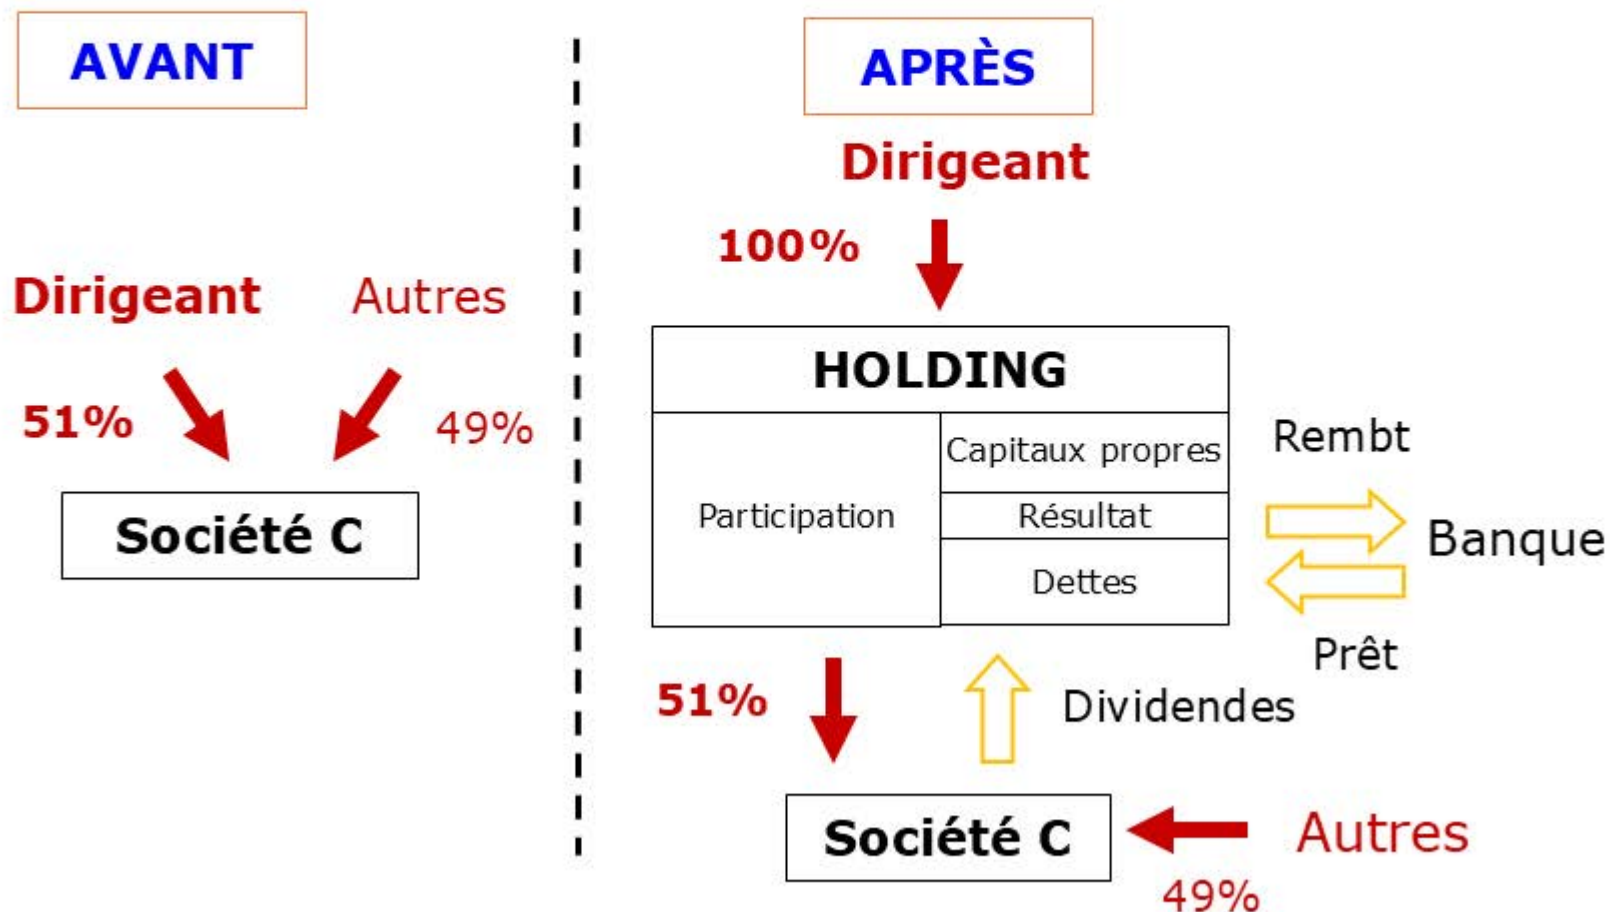 AVANT
Dirigeant
Autres
51%
49%
Société C
APRÈS
Dirigeant
100%
HOLDING
Participation
Capitaux propres
Résultat
Dettes
Rembt
Banque
Prêt
51%
Dividendes
Société C
Autres
49%